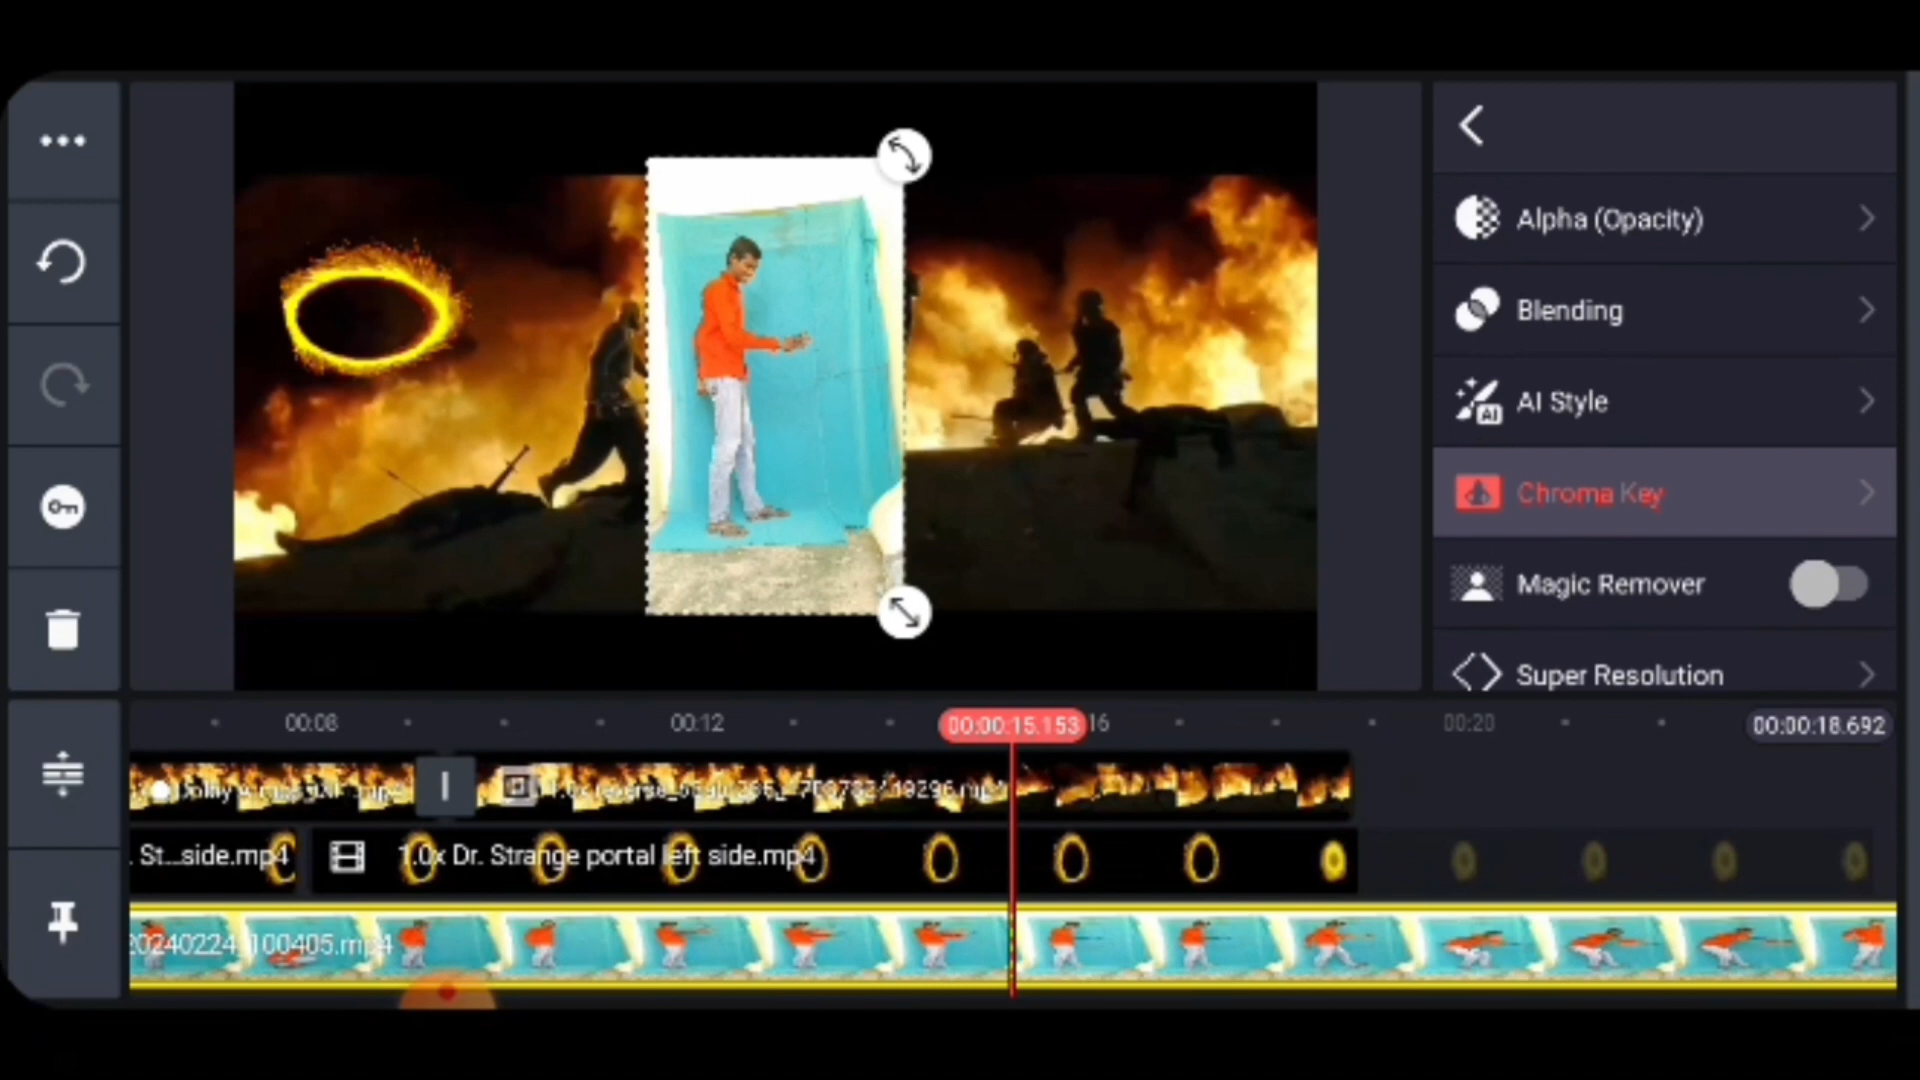 Alpha (Opacity)
Blending
AI Style
AI
Chroma Key
Magic Remover
Super Resolution
00:08
00:12
00:00:15.153
16
00:20
00:00:18.692
. St...side.mp4
1.0x Dr. Strange portal left side.mp4
20240224_100405.mp4